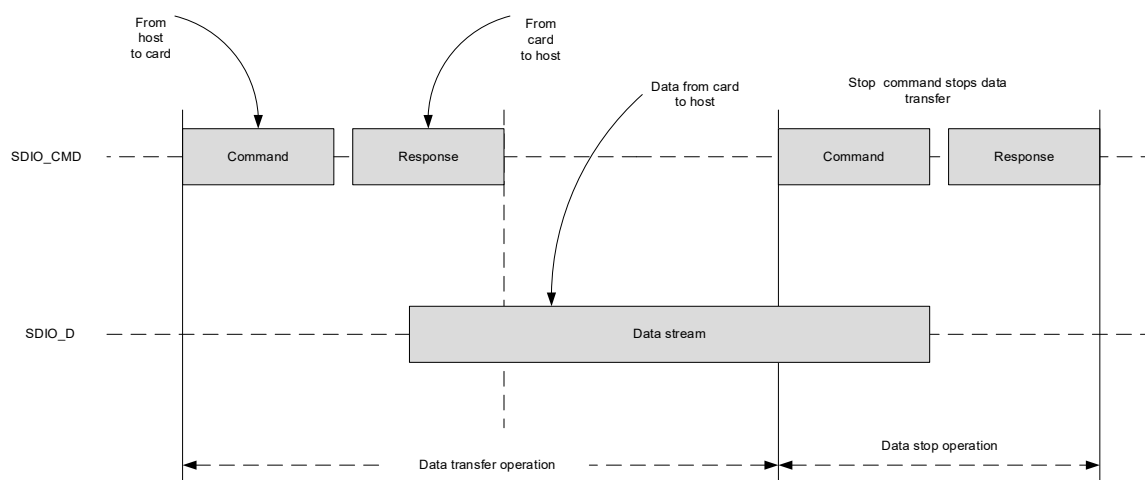 From
host
to card
From
card
to host
Data from card
to host
Stop command stops data
transfer
SDIO_CMD
Command
Response
Command
Response
SDIO_D
Data stream
Data transfer operation
Data stop operation